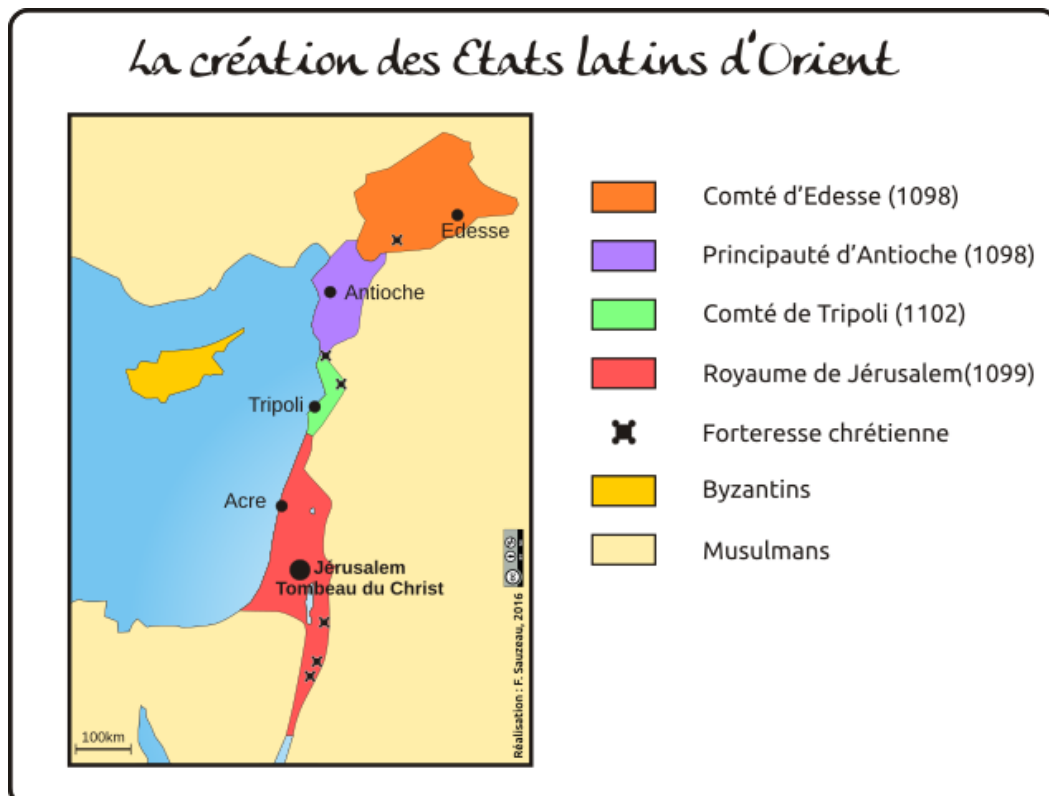 La création des Etats latins d'Orient
Edesse
Antioche
Tripoli
Acre
Jérusalem
Tombeau du Christ
100km
Réalisation : F. Sauzeau, 2016
Comté d'Edesse (1098)
Principauté d'Antioche (1098)
Comté de Tripoli (1102)
Royaume de Jérusalem(1099)
Forteresse chrétienne
Byzantins
Musulmans